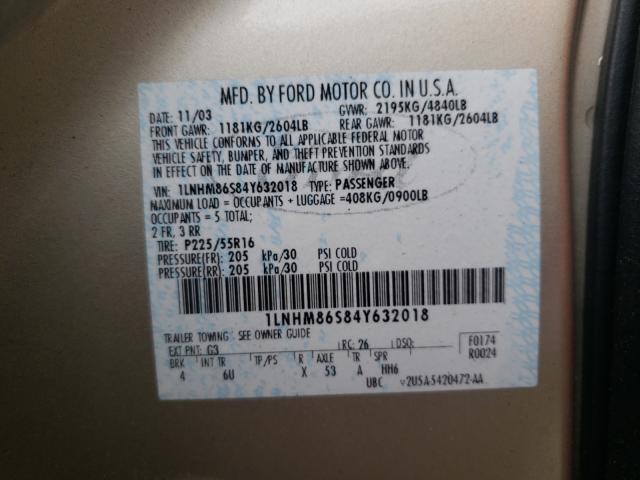 MFD. BY FORD MOTOR CO. IN U.S.A.
DATE: 11/03 GVWR: 2195KG/4840LB
FRONT GAWR: 1181KG/2604LB REAR GAWR: 1181KG/2604LB
THIS VEHICLE CONFORMS TO ALL APPLICABLE FEDERAL MOTOR
VEHICLE SAFETY, BUMPER, AND THEFT PREVENTION STANDARDS
IN EFFECT ON THE DATE OF MANUFACTURE SHOWN ABOVE.
VIN: 1LNHM86S84Y632018 TYPE: PASSENGER
MAXIMUM LOAD = OCCUPANTS + LUGGAGE = 408KG/0900LB
OCCUPANTS = 5 TOTAL;
2 FR, 3 RR
TIRE: P225/55R16
PRESSURE(FR): 205 kPa/30 PSI COLD
PRESSURE(RR): 205 kPa/30 PSI COLD
1LNHM86S84Y632018
TRAILER TOWING: SEE OWNER GUIDE
EXT PNT: G3 RC: 26 DSO: F0174
BRK INT TR TP/PS R AXLE TR SPR R0024
4 6U X 53 A HH6
UBC v2U5A-5420472-AA